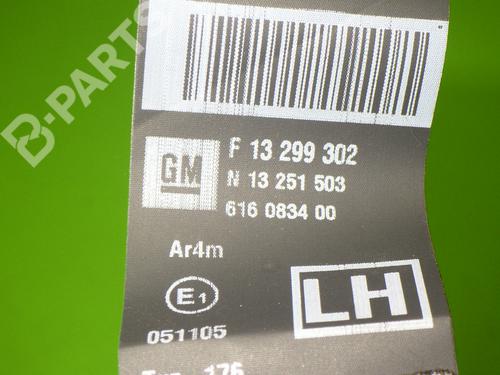 B-PARTS
F 13 299 302
GM
N 13 251 503
616 0834 00
Ar4m
E1
LH
051105